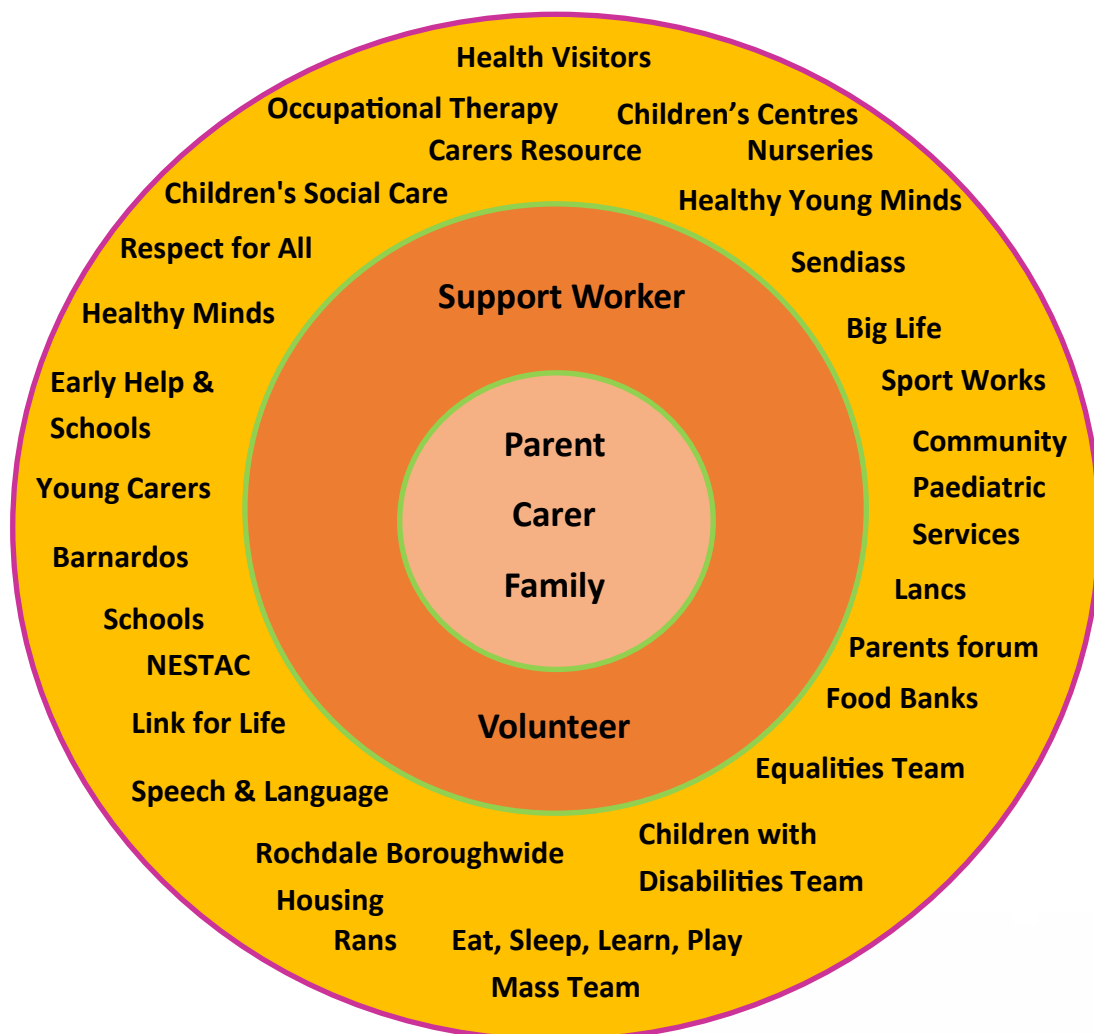 Health Visitors
Occupational Therapy
Children’s Centres
Carers Resource
Nurseries
Children's Social Care
Healthy Young Minds
Respect for All
Sendiass
Healthy Minds
Support Worker
Big Life
Early Help &
Schools
Sport Works
Parent
Carer
Family
Community
Paediatric
Services
Young Carers
Barnardos
Lancs
Schools
Parents forum
NESTAC
Food Banks
Link for Life
Volunteer
Equalities Team
Speech & Language
Children with
Disabilities Team
Rochdale Boroughwide
Housing
Rans
Eat, Sleep, Learn, Play
Mass Team